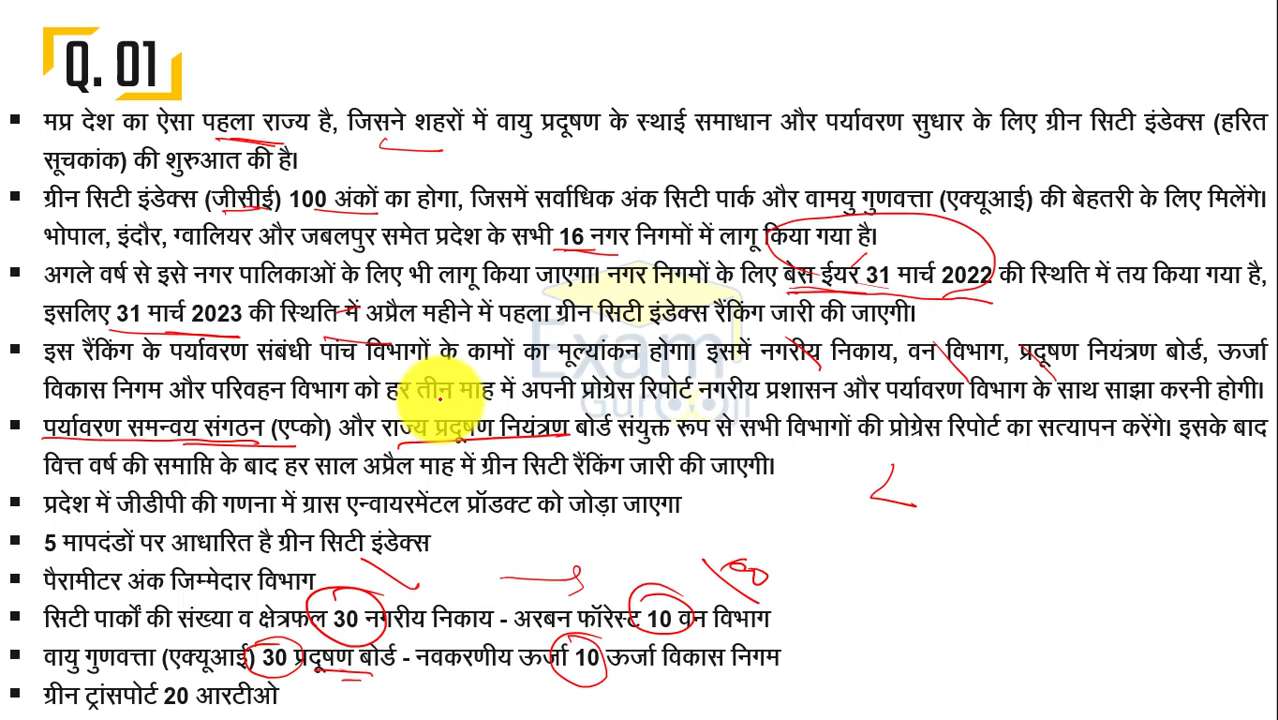 Q. 01
▪ मप्र देश का ऐसा पहला राज्य है, जिसने शहरों में वायु प्रदूषण के स्थाई समाधान और पर्यावरण सुधार के लिए ग्रीन सिटी इंडेक्स (हरित
सूचकांक) की शुरुआत की है।
▪ ग्रीन सिटी इंडेक्स (जीसीई) 100 अंकों का होगा, जिसमें सर्वाधिक अंक सिटी पार्क और वामयु गुणवत्ता (एक्यूआई) की बेहतरी के लिए मिलेंगे।
भोपाल, इंदौर, ग्वालियर और जबलपुर समेत प्रदेश के सभी 16 नगर निगमों में लागू किया गया है।
▪ अगले वर्ष से इसे नगर पालिकाओं के लिए भी लागू किया जाएगा। नगर निगमों के लिए बेस ईयर 31 मार्च 2022 की स्थिति में तय किया गया है,
इसलिए 31 मार्च 2023 की स्थिति में अप्रैल महीने में पहला ग्रीन सिटी इंडेक्स रैंकिंग जारी की जाएगी।
▪ इस रैंकिंग के पर्यावरण संबंधी पांच विभागों के कामों का मूल्यांकन होगा। इसमें नगरीय निकाय, वन विभाग, प्रदूषण नियंत्रण बोर्ड, ऊर्जा
विकास निगम और परिवहन विभाग को हर तीन माह में अपनी प्रोग्रेस रिपोर्ट नगरीय प्रशासन और पर्यावरण विभाग के साथ साझा करनी होगी।
▪ पर्यावरण समन्वय संगठन (एप्को) और राज्य प्रदूषण नियंत्रण बोर्ड संयुक्त रूप से सभी विभागों की प्रोग्रेस रिपोर्ट का सत्यापन करेंगे। इसके बाद
वित्त वर्ष की समाप्ति के बाद हर साल अप्रैल माह में ग्रीन सिटी रैंकिंग जारी की जाएगी।
▪ प्रदेश में जीडीपी की गणना में ग्रास एन्वायरमेंटल प्रॉडक्ट को जोड़ा जाएगा
▪ 5 मापदंडों पर आधारित है ग्रीन सिटी इंडेक्स
▪ पैरामीटर अंक जिम्मेदार विभाग
▪ सिटी पार्कों की संख्या व क्षेत्रफल 30 नगरीय निकाय - अरबन फॉरेस्ट 10 वन विभाग
▪ वायु गुणवत्ता (एक्यूआई) 30 प्रदूषण बोर्ड - नवकरणीय ऊर्जा 10 ऊर्जा विकास निगम
▪ ग्रीन ट्रांसपोर्ट 20 आरटीओ